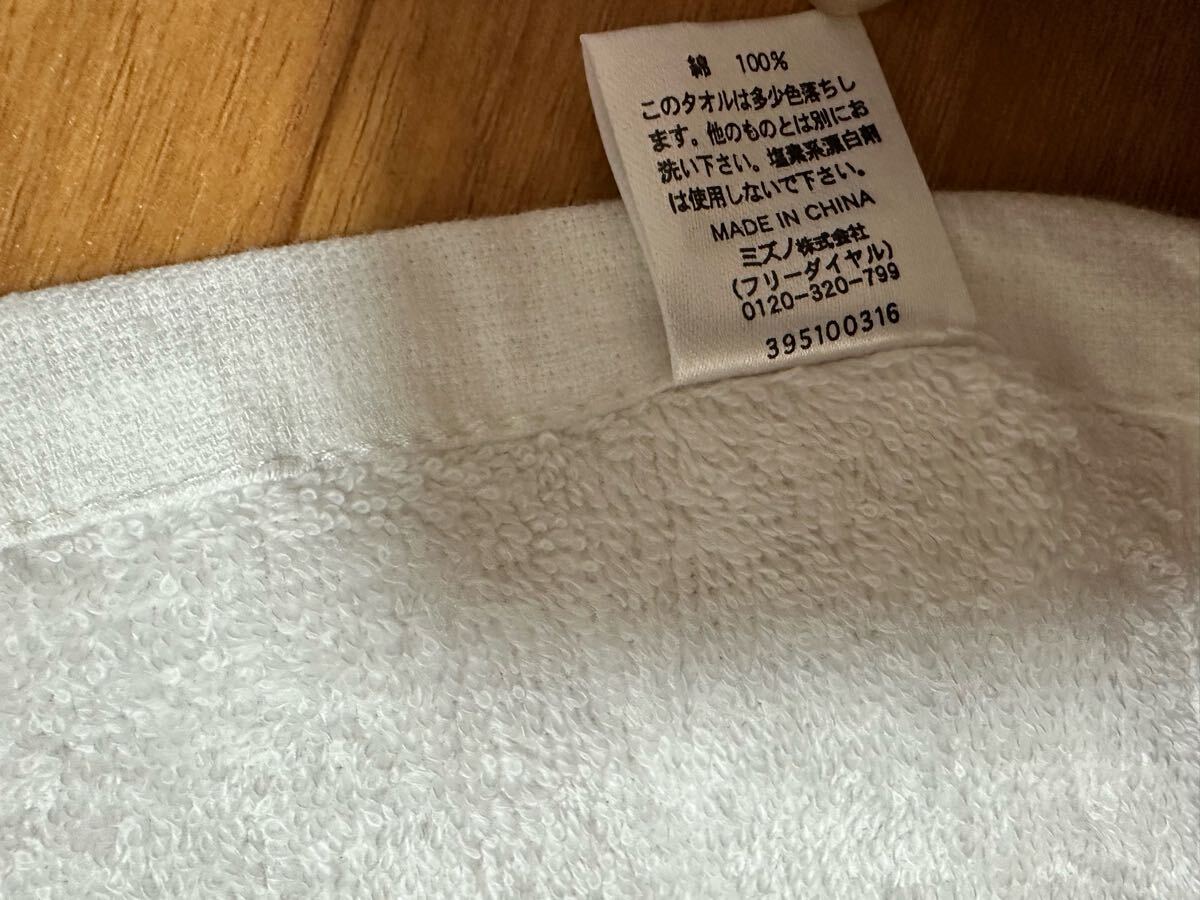 綿 100%
このタオルは多少色落ちし
ます。他のものとは別にお
洗い下さい。塩素系漂白剤
は使用しないで下さい。
MADE IN CHINA
ミズノ株式会社
(フリーダイヤル)
0120-320-799
395100316